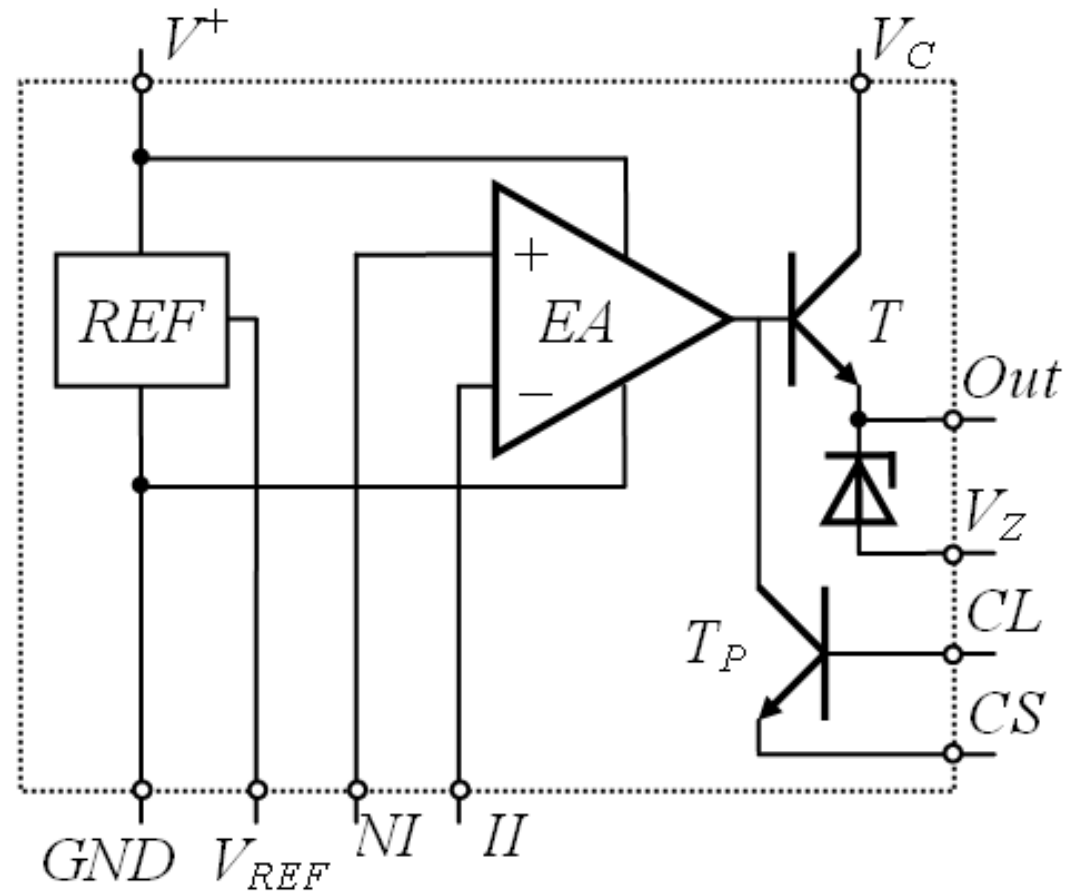 V+
VC
REF
+
EA
−
T
Out
VZ
TP
CL
CS
GND
VREF
NI
II